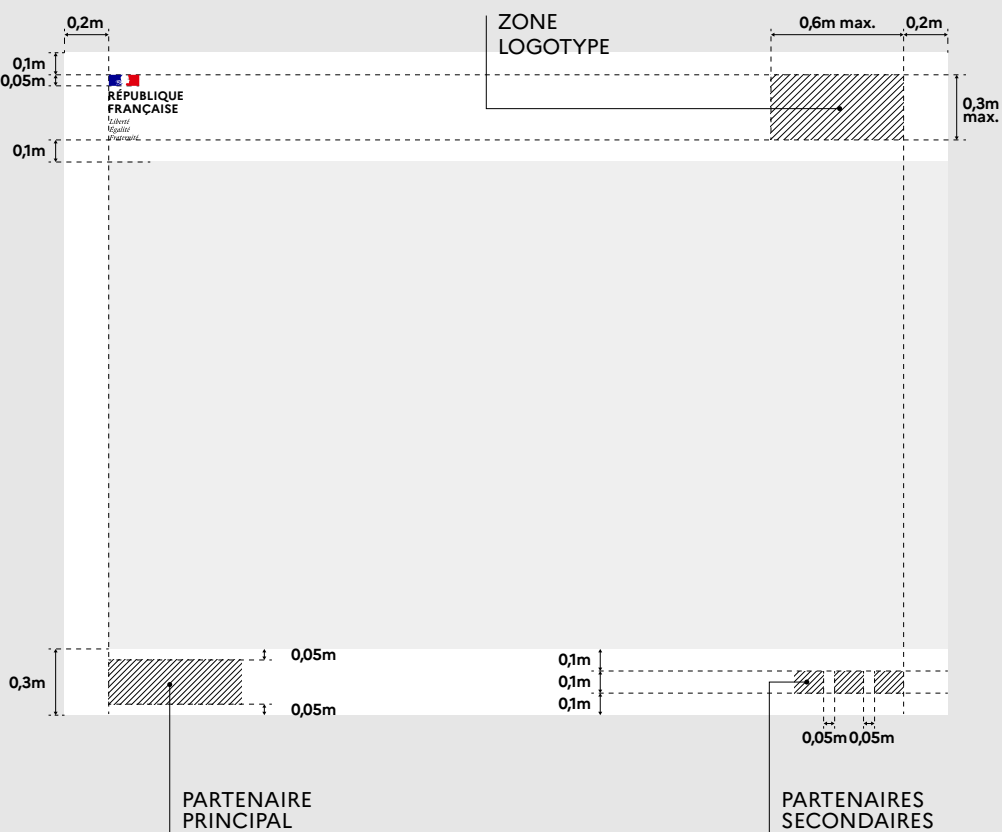 0,2m
ZONE
LOGOTYPE
0,6m max.
0,2m
0,1m
0,05m
RÉPUBLIQUE
FRANÇAISE
Liberté
Égalité
Fraternité
0,3m
max.
0,1m
0,3m
0,05m
0,05m
0,1m
0,1m
0,1m
0,05m
0,05m
PARTENAIRE
PRINCIPAL
PARTENAIRES
SECONDAIRES